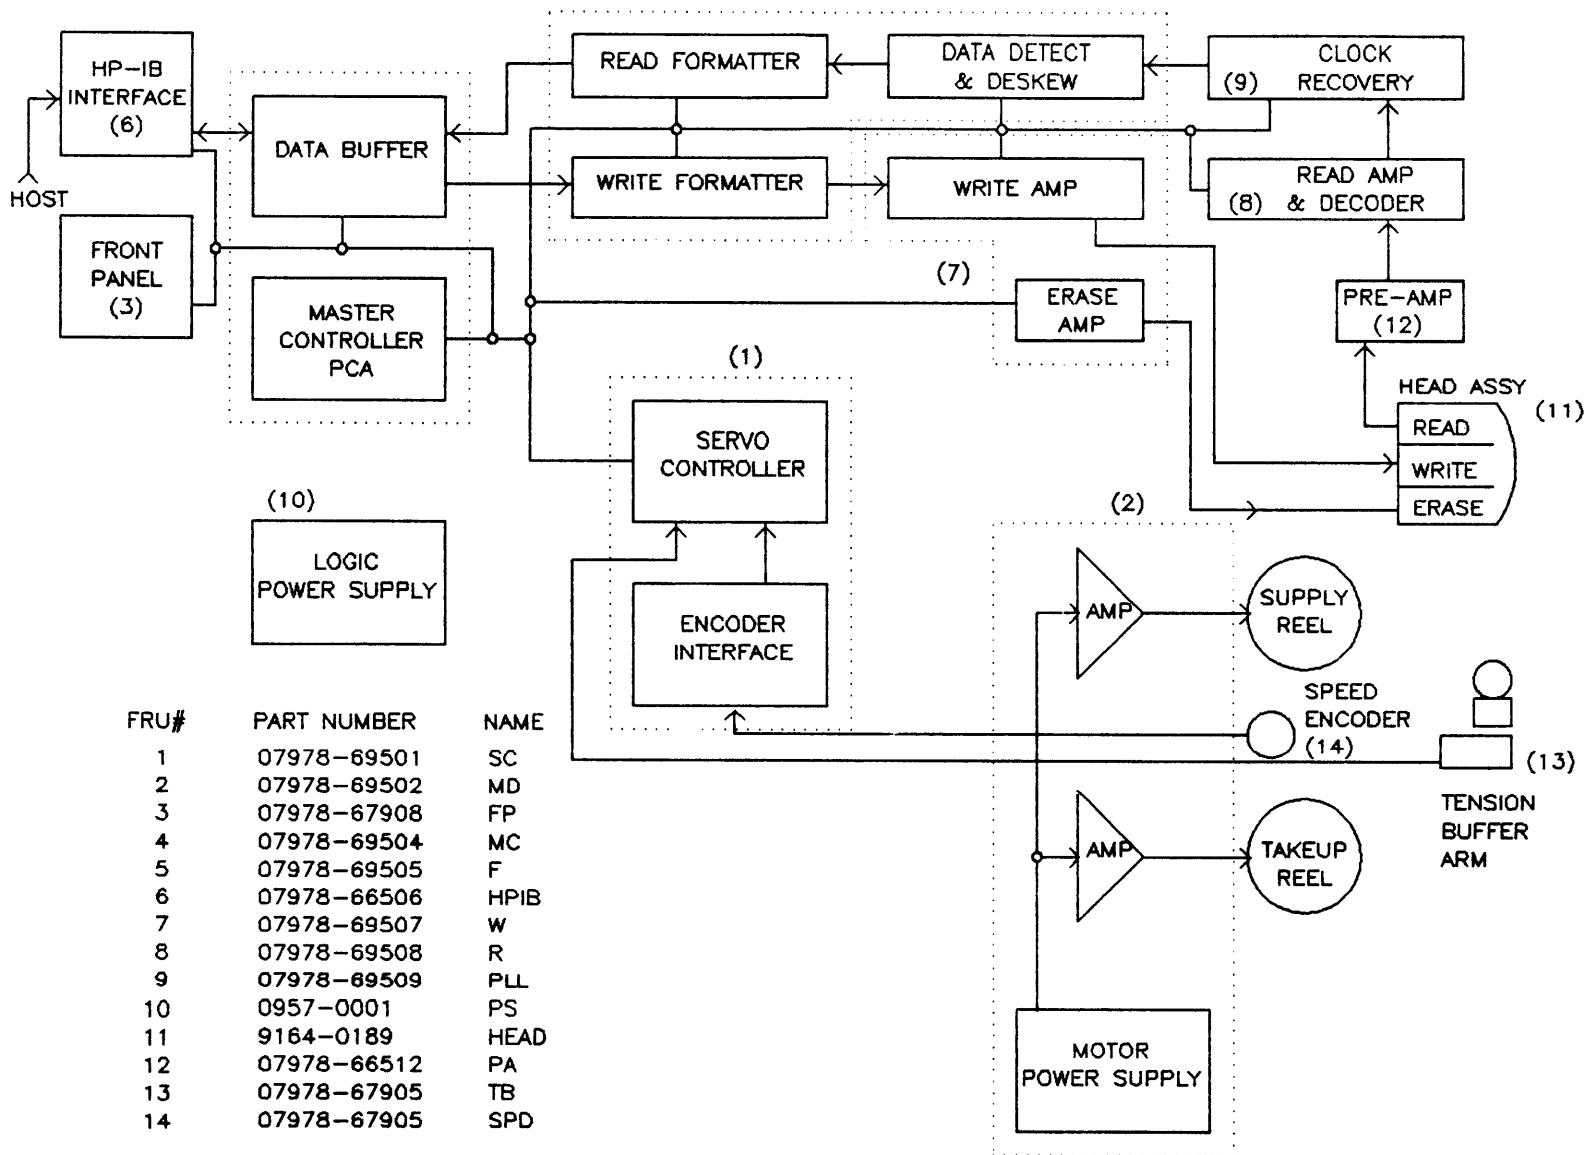 HP-IB
INTERFACE
(6)
HOST
FRONT
PANEL
(3)
DATA BUFFER
MASTER
CONTROLLER
PCA
READ FORMATTER
WRITE FORMATTER
DATA DETECT
& DESKEW
WRITE AMP
(7)
ERASE
AMP
CLOCK
(9) RECOVERY
READ AMP
(8) & DECODER
PRE-AMP
(12)
HEAD ASSY
(11)
READ
WRITE
ERASE
(1)
SERVO
CONTROLLER
ENCODER
INTERFACE
(10)
LOGIC
POWER SUPPLY
(2)
AMP
SUPPLY
REEL
SPEED
ENCODER
(14)
(13)
TENSION
BUFFER
ARM
AMP
TAKEUP
REEL
MOTOR
POWER SUPPLY
FRU# PART NUMBER NAME
1 07978-69501 SC
2 07978-69502 MD
3 07978-67908 FP
4 07978-69504 MC
5 07978-69505 F
6 07978-66506 HPIB
7 07978-69507 W
8 07978-69508 R
9 07978-69509 PLL
10 0957-0001 PS
11 9164-0189 HEAD
12 07978-66512 PA
13 07978-67905 TB
14 07978-67905 SPD